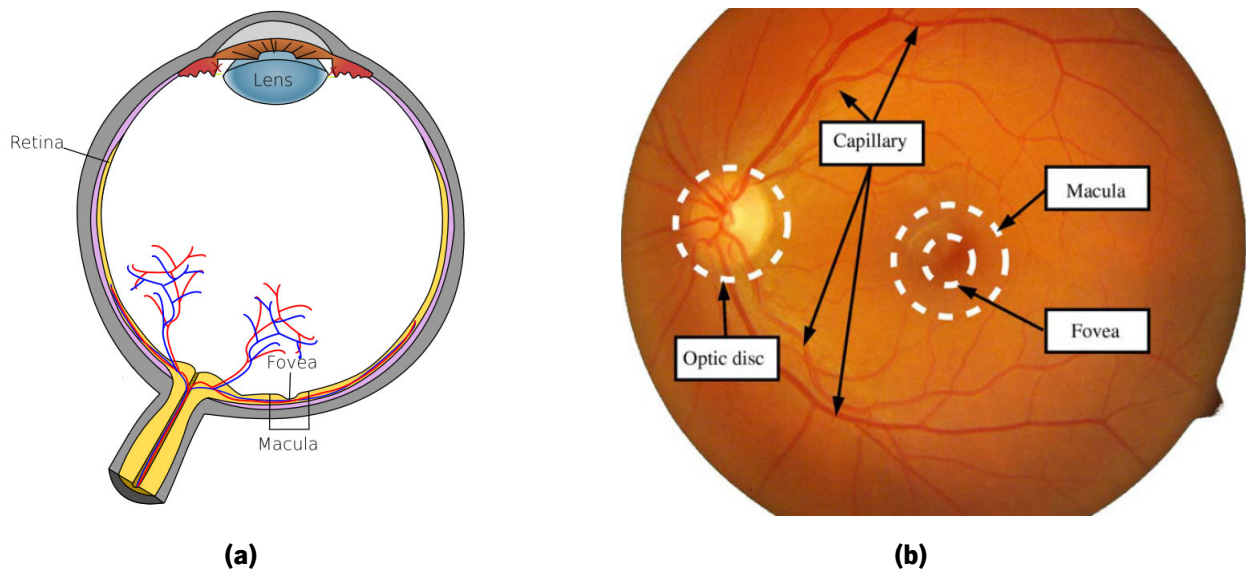 Lens
Retina
Fovea
Macula
(a)
Capillary
Macula
Optic disc
Fovea
(b)